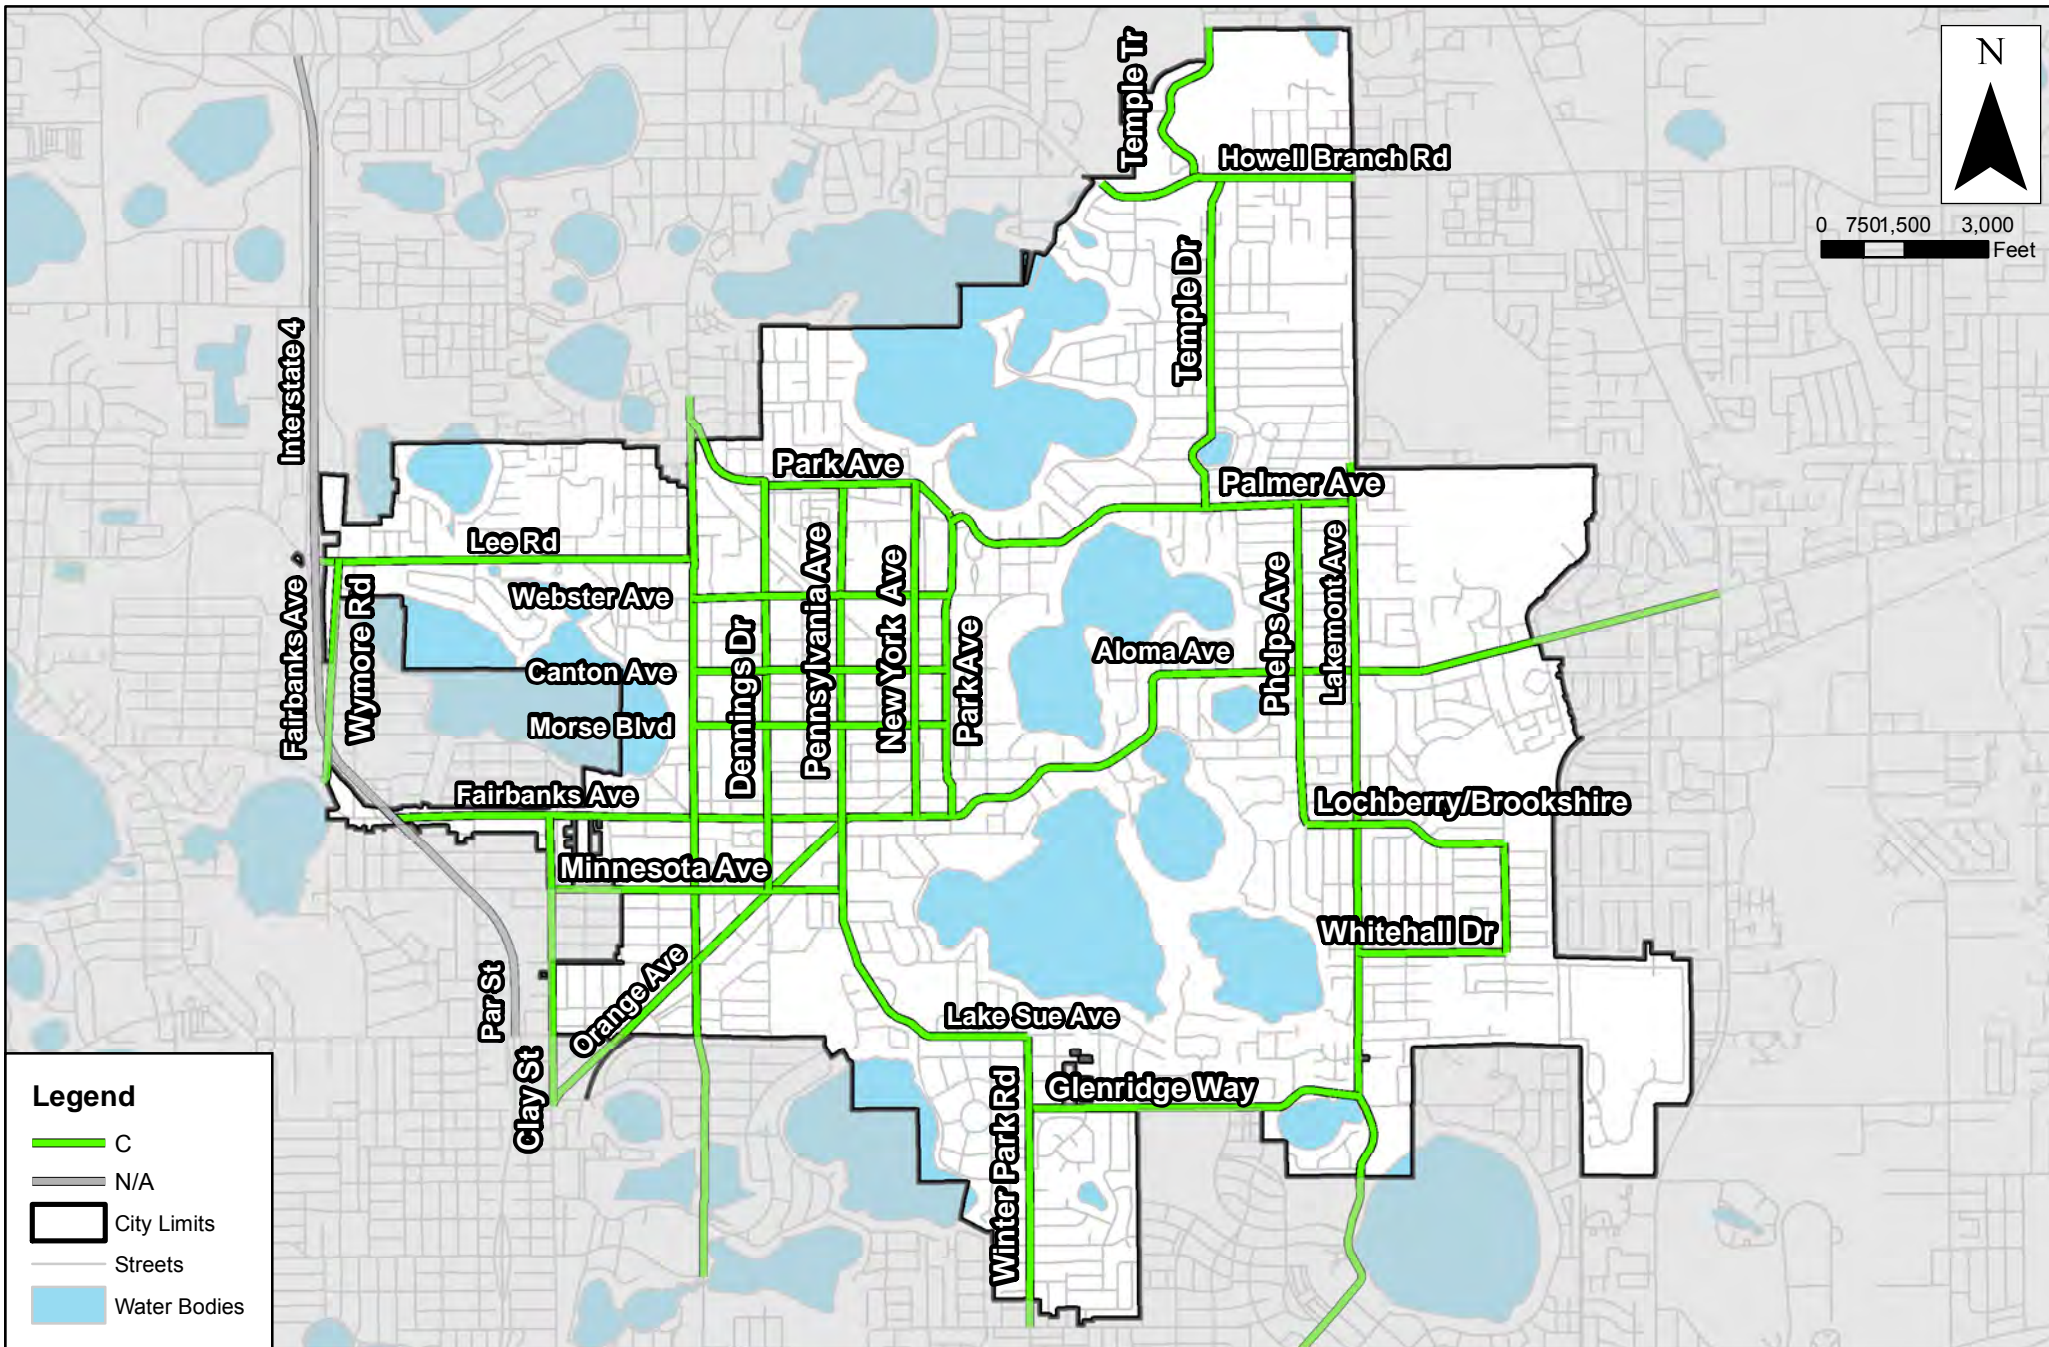 N
0 750 1,500 3,000
Feet
Temple Tr
Howell Branch Rd
Temple Dr
Interstate 4
Park Ave
Palmer Ave
Lee Rd
Webster Ave
Pennsylvania Ave
New York Ave
Phelps Ave
Lakemont Ave
Fairbanks Ave
Wymore Rd
Dennings Dr
Park Ave
Aloma Ave
Canton Ave
Morse Blvd
Fairbanks Ave
Lochberry/Brookshire
Minnesota Ave
Whitehall Dr
Par St
Orange Ave
Lake Sue Ave
Clay St
Winter Park Rd
Glenridge Way
Legend
C
N/A
City Limits
Streets
Water Bodies